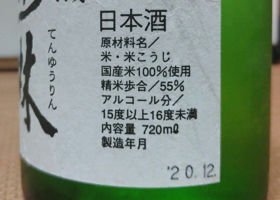 てんゆうりん
日本酒
原材料名／
米・米こうじ
国産米100%使用
精米歩合／55%
アルコール分／
15度以上16度未満
内容量 720mℓ
製造年月
'20.12.